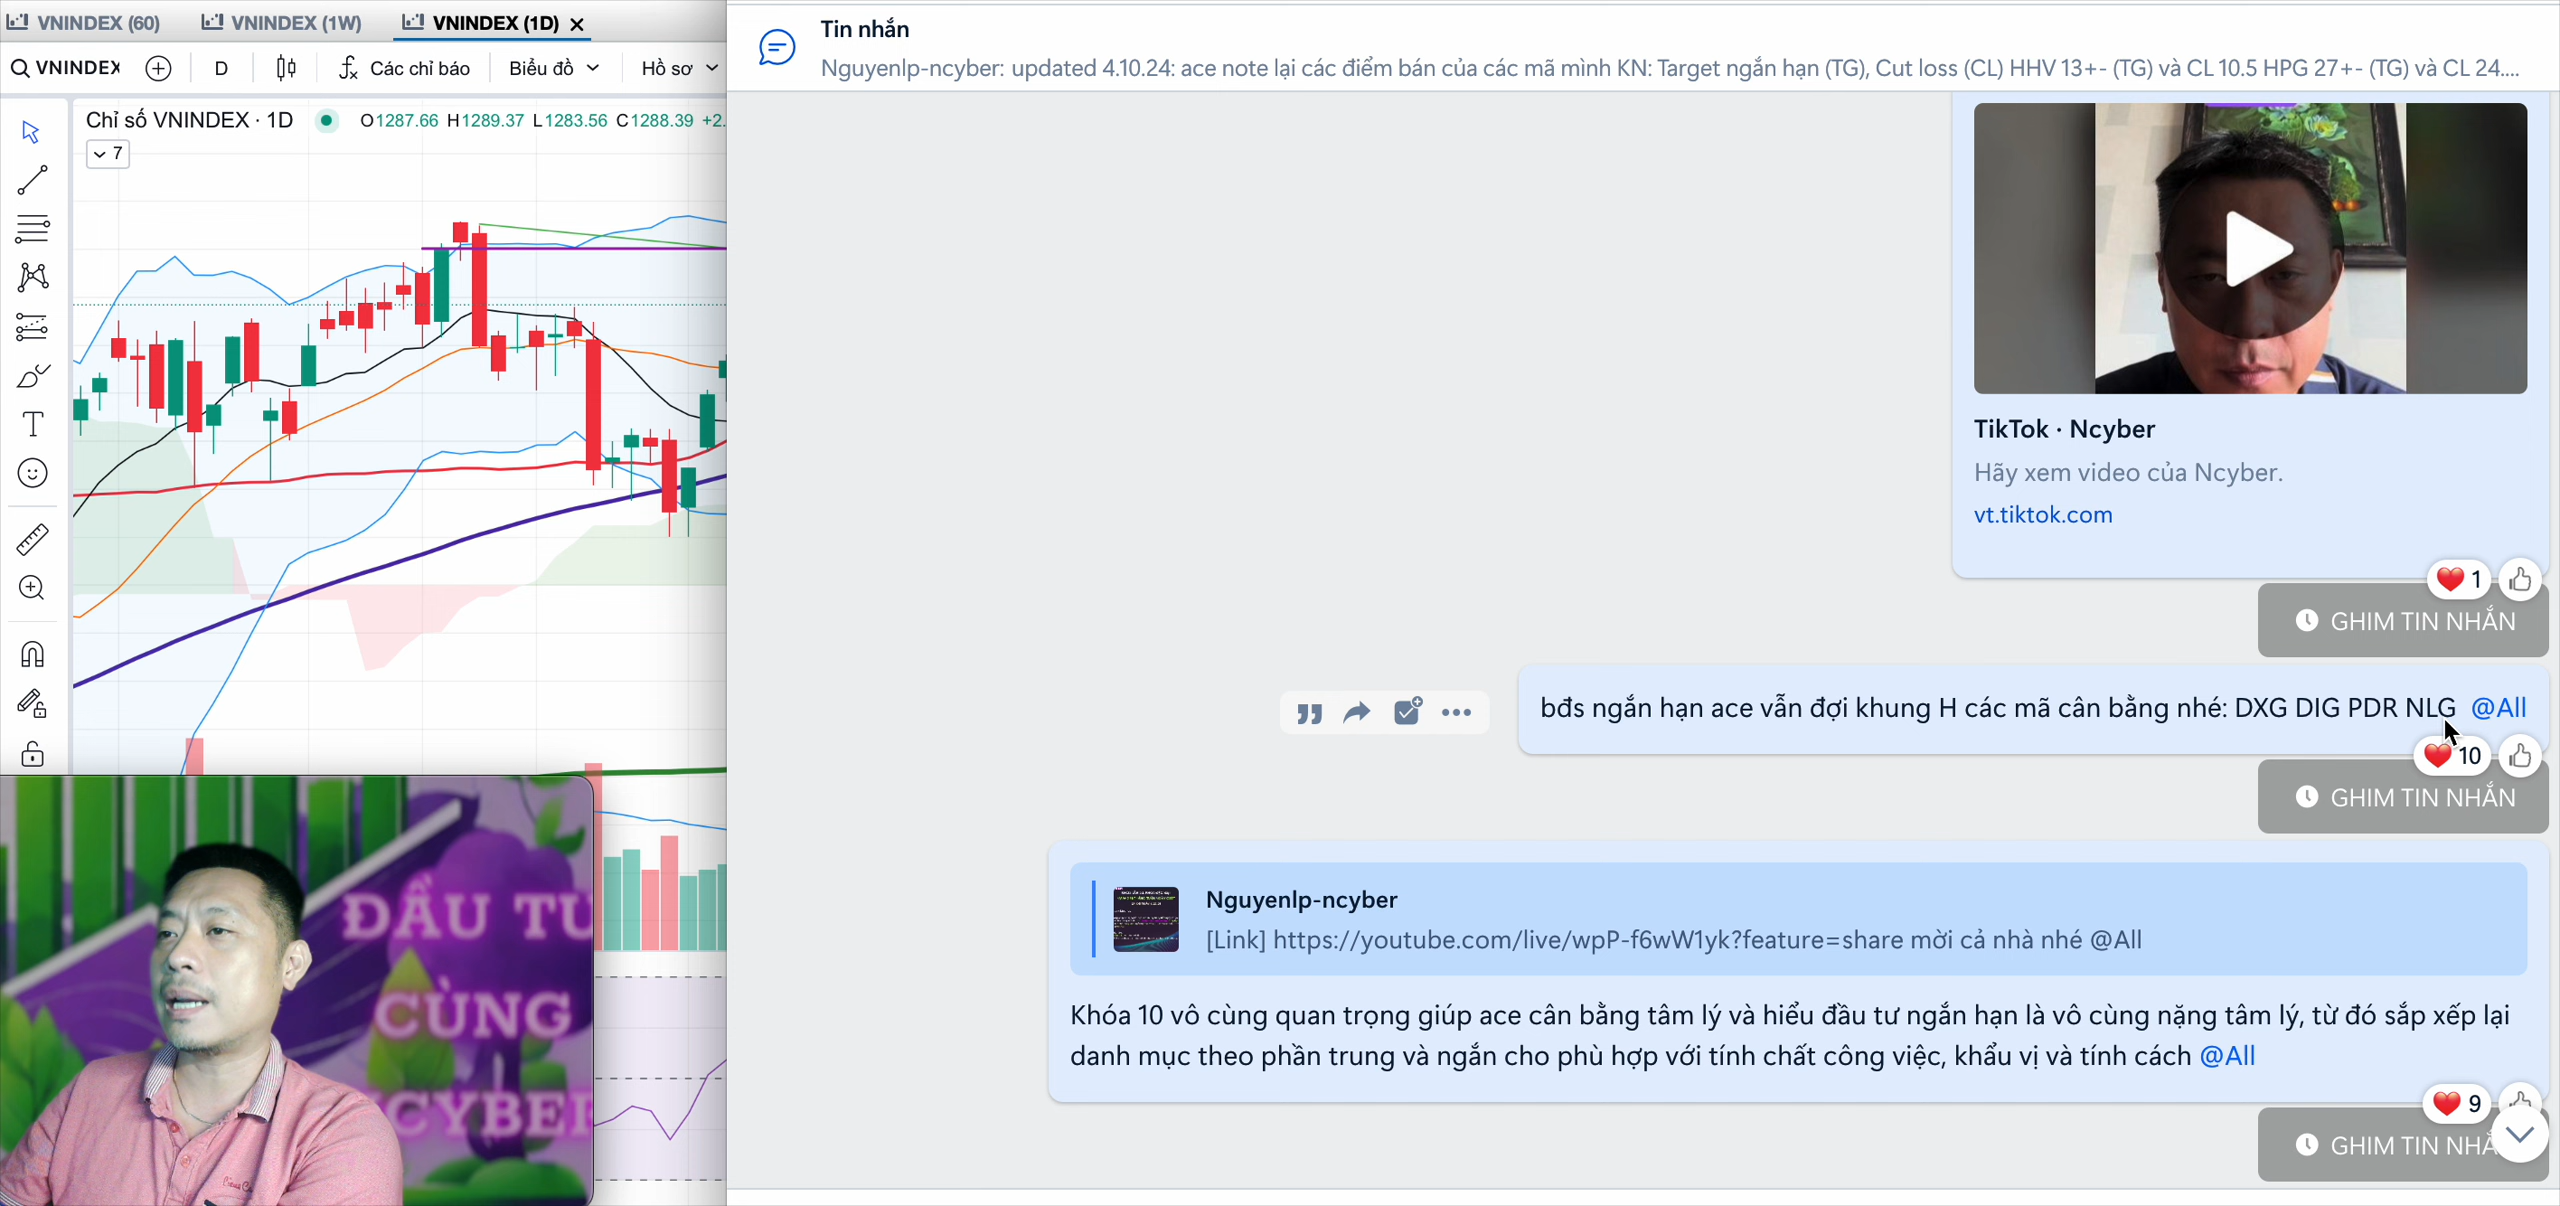 VNINDEX (60)
VNINDEX (1W)
VNINDEX (1D)
VNINDEX
D
Các chỉ báo
Biểu đồ
Hồ sơ
Chỉ số VNINDEX · 1D
O1287.66 H1289.37 L1283.56 C1288.39 +2.
7
ĐẦU TƯ
CÙNG
NCYBER
Tin nhắn
Nguyenlp-ncyber: updated 4.10.24: ace note lại các điểm bán của các mã mình KN: Target ngắn hạn (TG), Cut loss (CL) HHV 13+- (TG) và CL 10.5 HPG 27+- (TG) và CL 24....
TikTok · Ncyber
Hãy xem video của Ncyber.
vt.tiktok.com
1
GHIM TIN NHẮN
bđs ngắn hạn ace vẫn đợi khung H các mã cân bằng nhé: DXG DIG PDR NLG @All
10
GHIM TIN NHẮN
Nguyenlp-ncyber
[Link] https://youtube.com/live/wpP-f6wW1yk?feature=share mời cả nhà nhé @All
Khóa 10 vô cùng quan trọng giúp ace cân bằng tâm lý và hiểu đầu tư ngắn hạn là vô cùng nặng tâm lý, từ đó sắp xếp lại
danh mục theo phần trung và ngắn cho phù hợp với tính chất công việc, khẩu vị và tính cách @All
9
GHIM TIN NHẮ